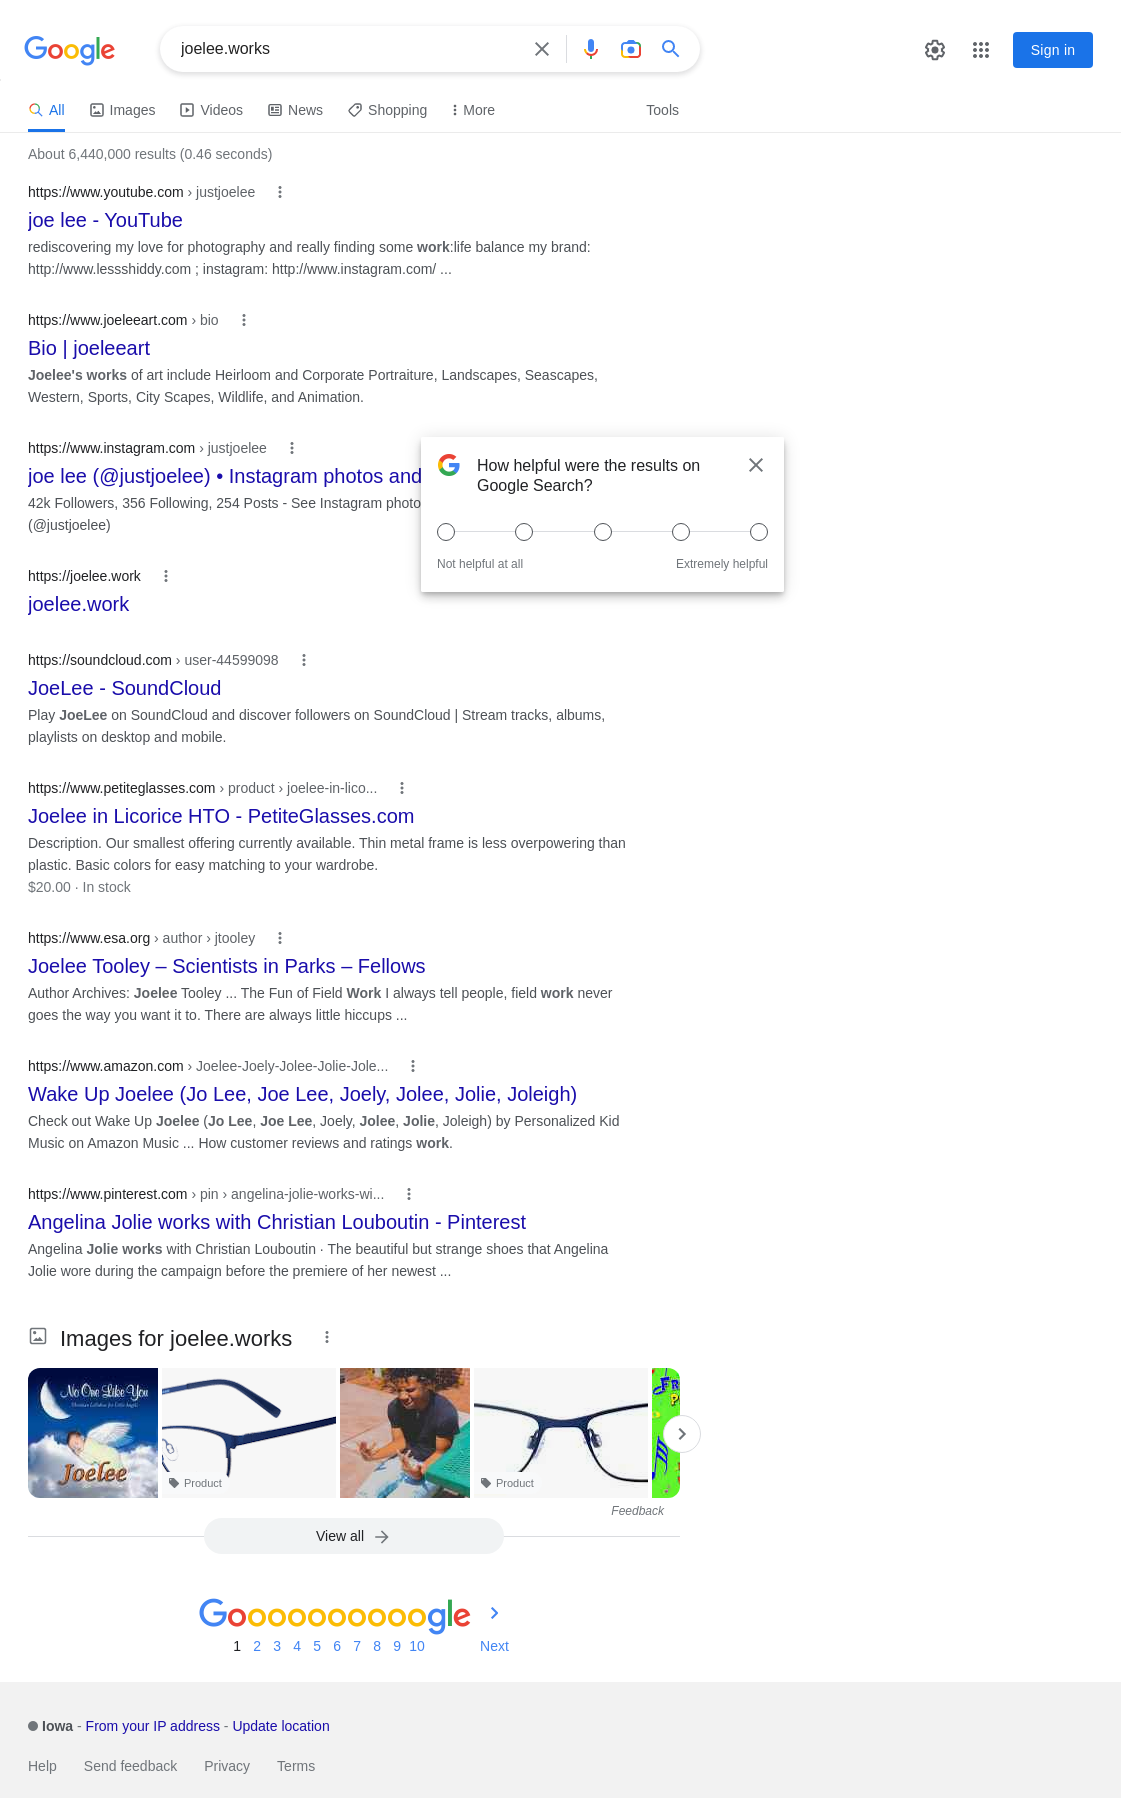 Google
joelee.works
Sign in
All
Images
Videos
News
Shopping
More
Tools
About 6,440,000 results (0.46 seconds)
https://www.youtube.com › justjoelee
joe lee - YouTube
rediscovering my love for photography and really finding some work:life balance my brand:
http://www.lessshiddy.com ; instagram: http://www.instagram.com/ ...
https://www.joeleeart.com › bio
Bio | joeleeart
Joelee's works of art include Heirloom and Corporate Portraiture, Landscapes, Seascapes,
Western, Sports, City Scapes, Wildlife, and Animation.
https://www.instagram.com › justjoelee
joe lee (@justjoelee) • Instagram photos and
42k Followers, 356 Following, 254 Posts - See Instagram photo
(@justjoelee)
How helpful were the results on
Google Search?
Not helpful at all
Extremely helpful
https://joelee.work
joelee.work
https://soundcloud.com › user-44599098
JoeLee - SoundCloud
Play JoeLee on SoundCloud and discover followers on SoundCloud | Stream tracks, albums,
playlists on desktop and mobile.
https://www.petiteglasses.com › product › joelee-in-lico...
Joelee in Licorice HTO - PetiteGlasses.com
Description. Our smallest offering currently available. Thin metal frame is less overpowering than
plastic. Basic colors for easy matching to your wardrobe.
$20.00 · In stock
https://www.esa.org › author › jtooley
Joelee Tooley – Scientists in Parks – Fellows
Author Archives: Joelee Tooley ... The Fun of Field Work I always tell people, field work never
goes the way you want it to. There are always little hiccups ...
https://www.amazon.com › Joelee-Joely-Jolee-Jolie-Jole...
Wake Up Joelee (Jo Lee, Joe Lee, Joely, Jolee, Jolie, Joleigh)
Check out Wake Up Joelee (Jo Lee, Joe Lee, Joely, Jolee, Jolie, Joleigh) by Personalized Kid
Music on Amazon Music ... How customer reviews and ratings work.
https://www.pinterest.com › pin › angelina-jolie-works-wi...
Angelina Jolie works with Christian Louboutin - Pinterest
Angelina Jolie works with Christian Louboutin · The beautiful but strange shoes that Angelina
Jolie wore during the campaign before the premiere of her newest ...
Images for joelee.works
No One Like You
Christian Lullabies for Little Angels
Joelee
Product
Product
Feedback
View all
Goooooooooogle
1 2 3 4 5 6 7 8 9 10 Next
Iowa - From your IP address - Update location
Help
Send feedback
Privacy
Terms